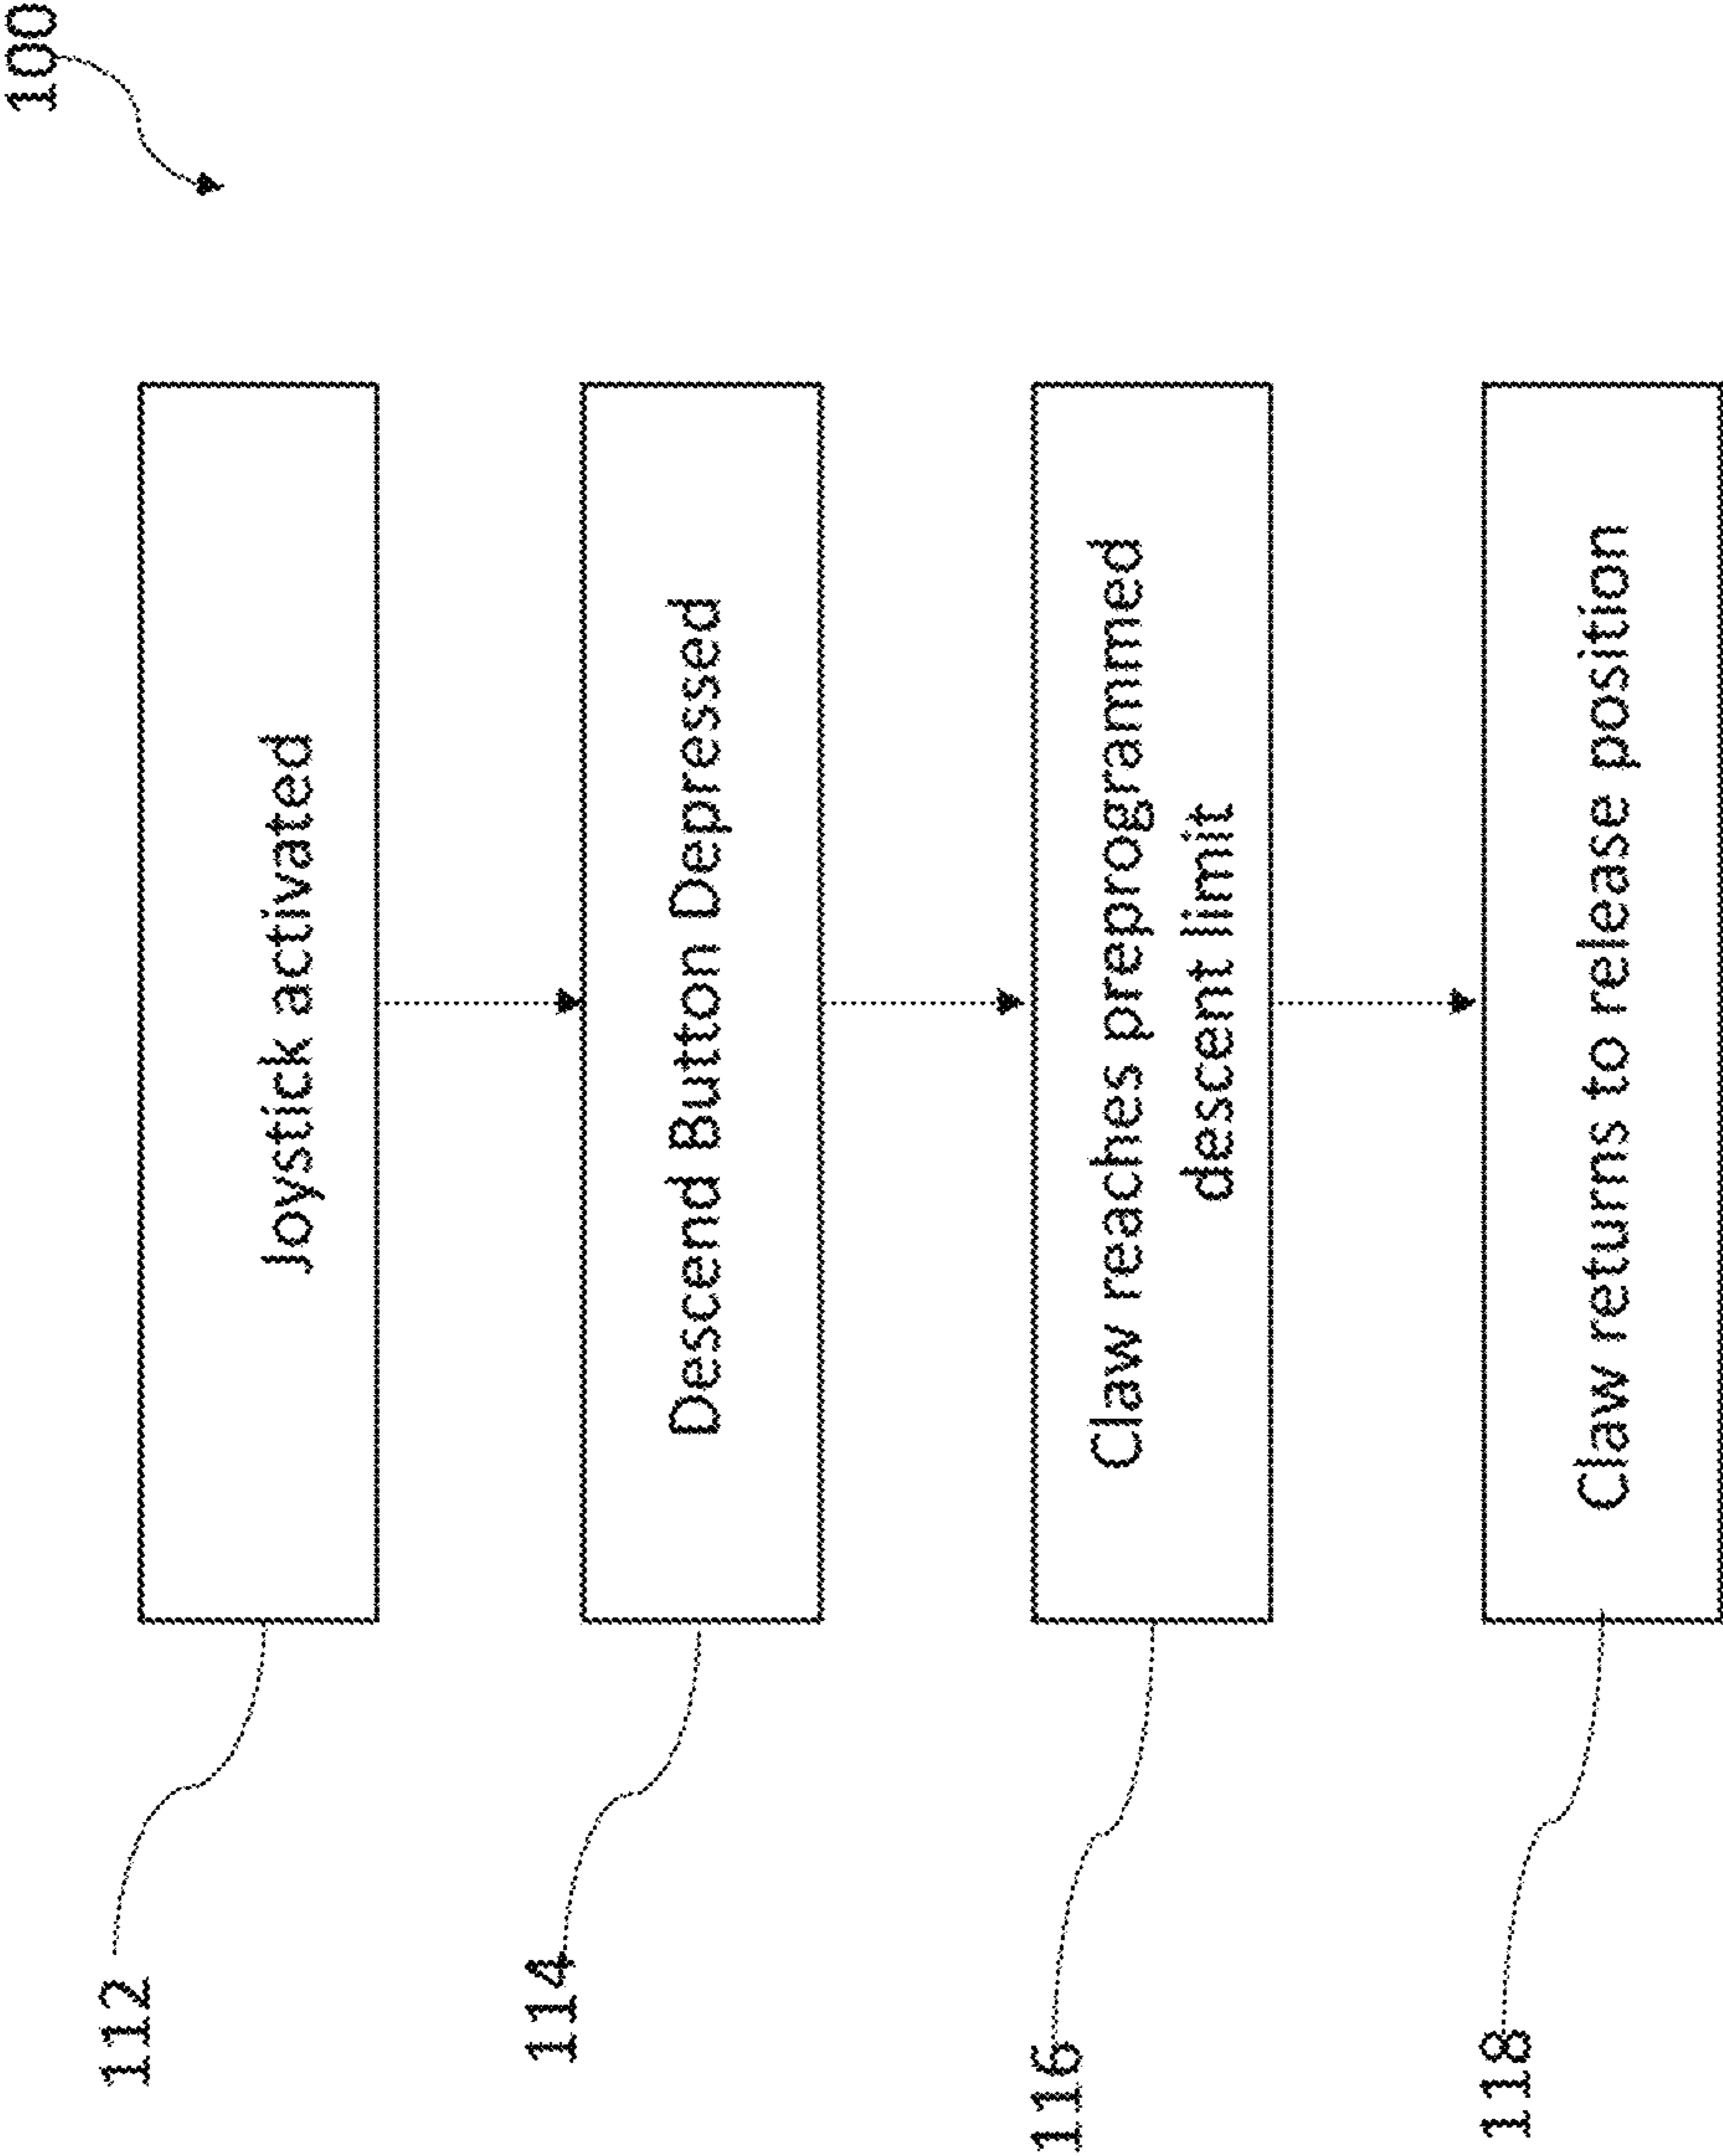 100
112
Joystick activated
114
Descend Button Depressed
116
Claw reaches preprogrammed
descent limit
118
Claw returns to release position